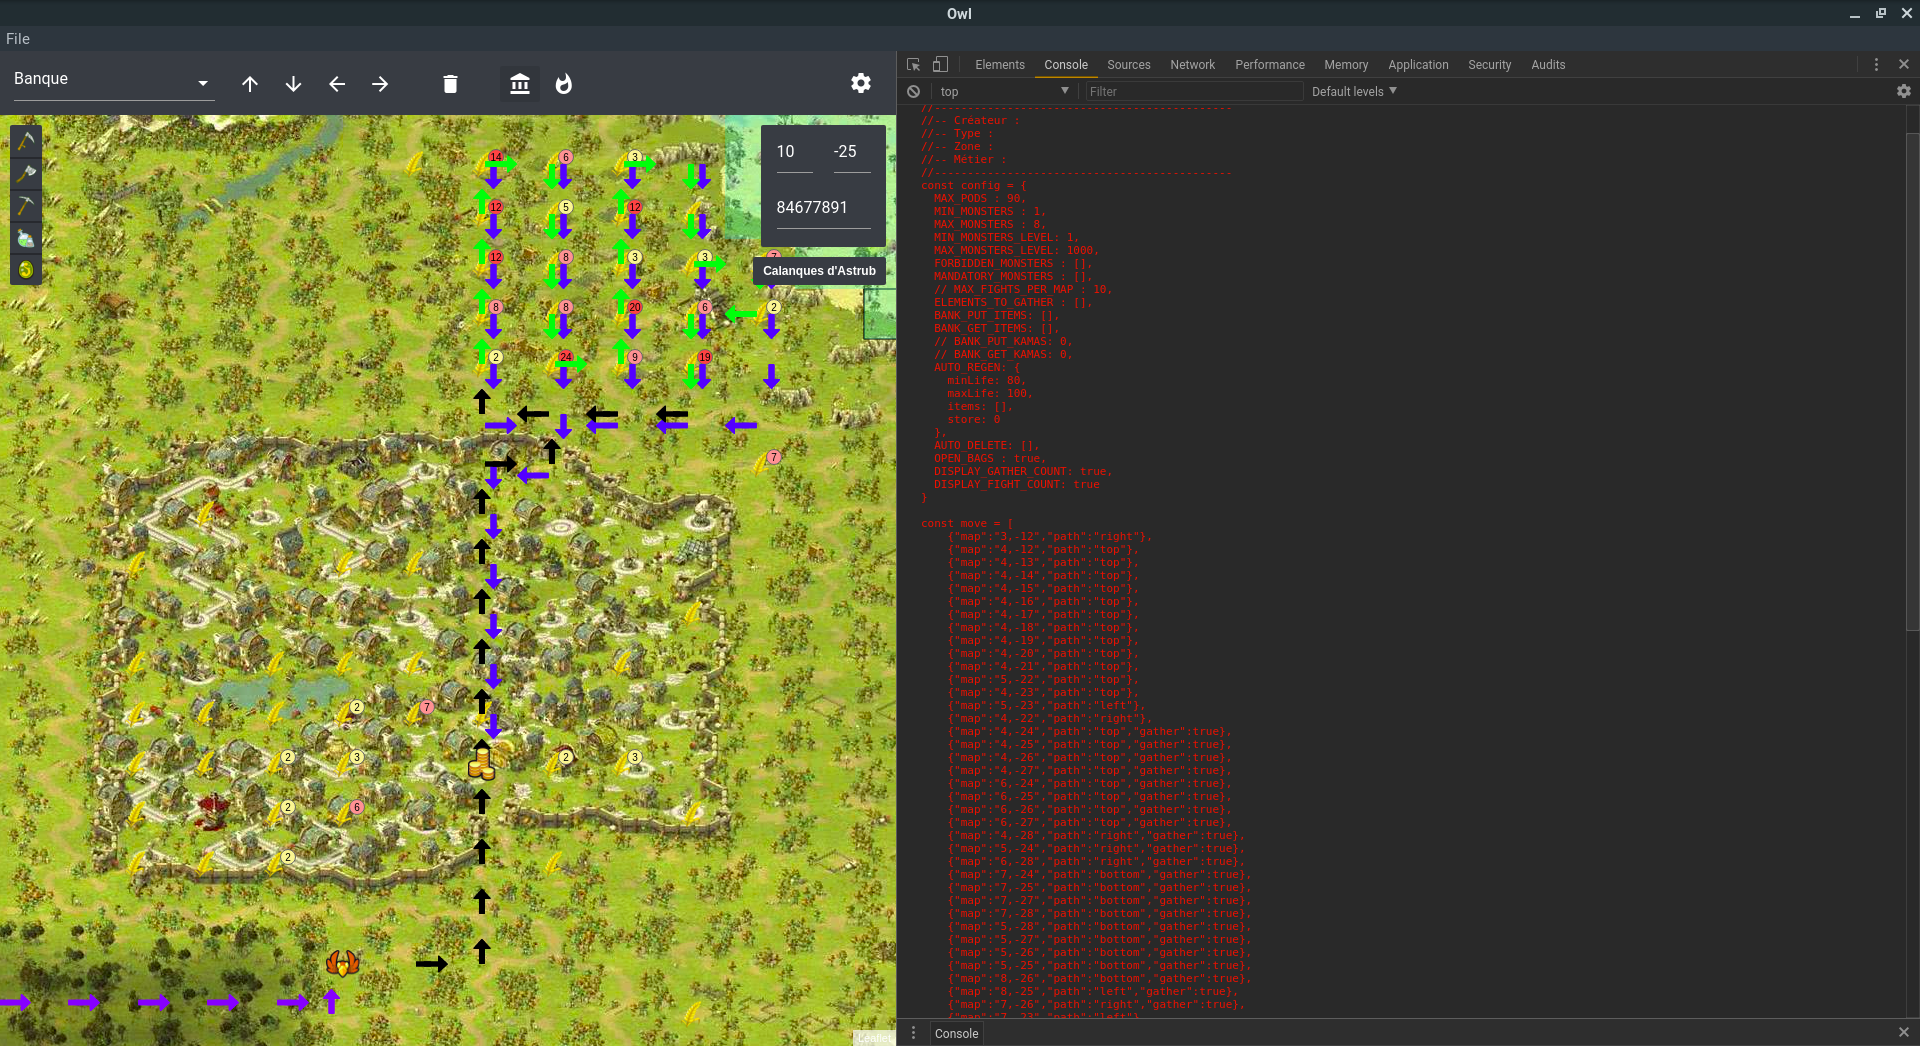 Owl
File
Banque
10 -25
84677891
Calanques d'Astrub
14 6 3
12 5 12
12 8 3 3 7
8 8 20 6 2
2 24 9 19
7
2 7
2 3 2 3
2 6
2
Leaflet
Elements Console Sources Network Performance Memory Application Security Audits
top Filter Default levels
//--------------------------------------------
//-- Créateur :
//-- Type :
//-- Zone :
//-- Métier :
//--------------------------------------------
const config = {
MAX_PODS : 90,
MIN_MONSTERS : 1,
MAX_MONSTERS : 8,
MIN_MONSTERS_LEVEL: 1,
MAX_MONSTERS_LEVEL: 1000,
FORBIDDEN_MONSTERS : [],
MANDATORY_MONSTERS : [],
// MAX_FIGHTS_PER_MAP : 10,
ELEMENTS_TO_GATHER : [],
BANK_PUT_ITEMS: [],
BANK_GET_ITEMS: [],
// BANK_PUT_KAMAS: 0,
// BANK_GET_KAMAS: 0,
AUTO_REGEN: {
minLife: 80,
maxLife: 100,
items: [],
store: 0
},
AUTO_DELETE: [],
OPEN_BAGS : true,
DISPLAY_GATHER_COUNT: true,
DISPLAY_FIGHT_COUNT: true
}
const move = [
{"map":"3,-12","path":"right"},
{"map":"4,-12","path":"top"},
{"map":"4,-13","path":"top"},
{"map":"4,-14","path":"top"},
{"map":"4,-15","path":"top"},
{"map":"4,-16","path":"top"},
{"map":"4,-17","path":"top"},
{"map":"4,-18","path":"top"},
{"map":"4,-19","path":"top"},
{"map":"4,-20","path":"top"},
{"map":"4,-21","path":"top"},
{"map":"5,-22","path":"top"},
{"map":"4,-23","path":"top"},
{"map":"5,-23","path":"left"},
{"map":"4,-22","path":"right"},
{"map":"4,-24","path":"top","gather":true},
{"map":"4,-25","path":"top","gather":true},
{"map":"4,-26","path":"top","gather":true},
{"map":"4,-27","path":"top","gather":true},
{"map":"6,-24","path":"top","gather":true},
{"map":"6,-25","path":"top","gather":true},
{"map":"6,-26","path":"top","gather":true},
{"map":"6,-27","path":"top","gather":true},
{"map":"4,-28","path":"right","gather":true},
{"map":"5,-24","path":"right","gather":true},
{"map":"6,-28","path":"right","gather":true},
{"map":"7,-24","path":"bottom","gather":true},
{"map":"7,-25","path":"bottom","gather":true},
{"map":"7,-27","path":"bottom","gather":true},
{"map":"7,-28","path":"bottom","gather":true},
{"map":"5,-28","path":"bottom","gather":true},
{"map":"5,-27","path":"bottom","gather":true},
{"map":"5,-26","path":"bottom","gather":true},
{"map":"5,-25","path":"bottom","gather":true},
{"map":"8,-26","path":"bottom","gather":true},
{"map":"8,-25","path":"left","gather":true},
{"map":"7,-26","path":"right","gather":true},
{"map":"7,-23","path":"left"},
Console